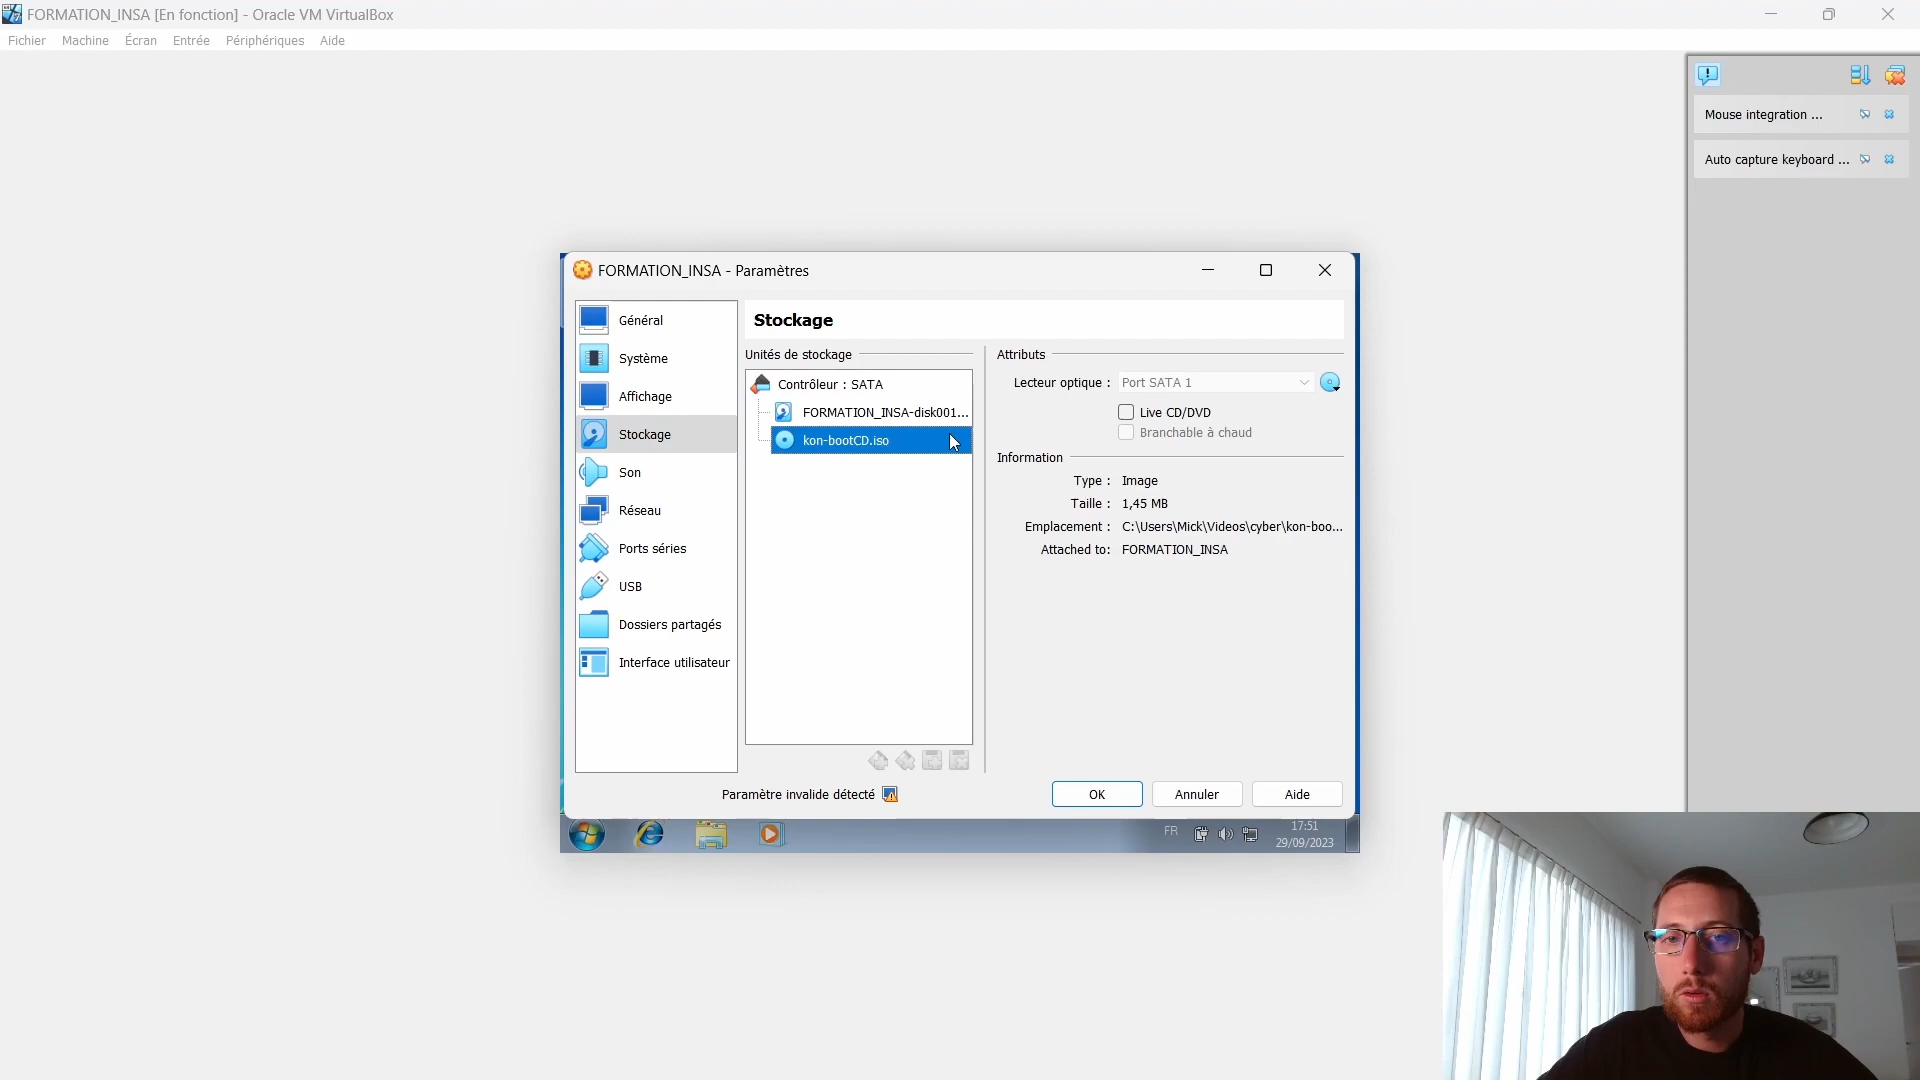 FORMATION_INSA [En fonction] - Oracle VM VirtualBox
Fichier Machine Écran Entrée Périphériques Aide
Mouse integration ...
Auto capture keyboard ...
FORMATION_INSA - Paramètres
Général
Système
Affichage
Stockage
Son
Réseau
Ports séries
USB
Dossiers partagés
Interface utilisateur
Stockage
Unités de stockage
Contrôleur : SATA
FORMATION_INSA-disk001...
kon-bootCD.iso
Attributs
Lecteur optique : Port SATA 1
Live CD/DVD
Branchable à chaud
Information
Type : Image
Taille : 1,45 MB
Emplacement : C:\Users\Mick\Videos\cyber\kon-boo...
Attached to: FORMATION_INSA
Paramètre invalide détecté
OK Annuler Aide
FR
17:51
29/09/2023